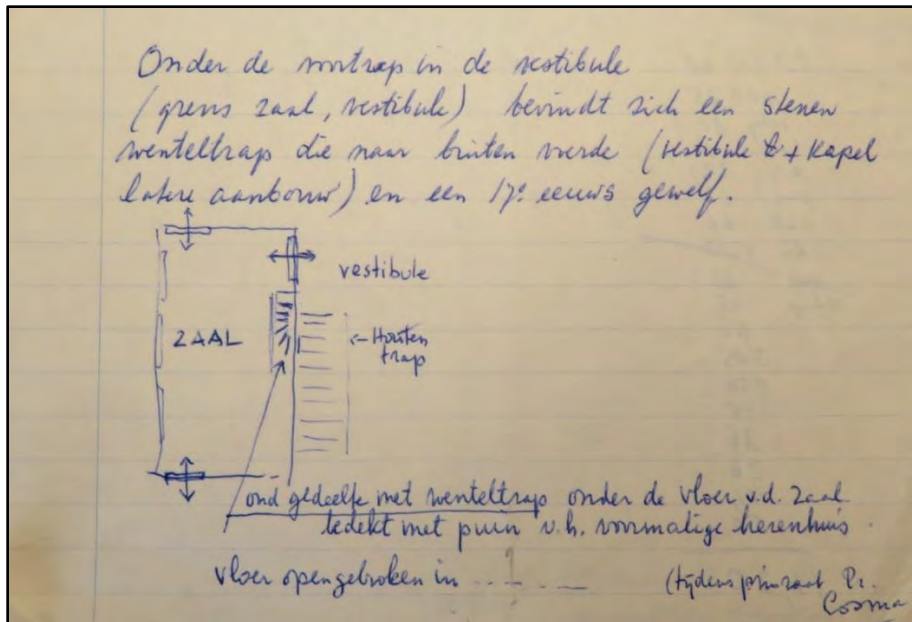 Onder de voortrap in de vestibule
(grens zaal, vestibule) bevindt zich een stenen
wenteltrap die naar buiten voerde (vestibule & + Kapel
latere aanbouw) en een 17e eeuws gewelf.
vestibule
ZAAL
<- Houten
trap
oud gedeelte met wenteltrap onder de vloer v.d. zaal
bedekt met puin v.h. voormalige herenhuis.
vloer opengebroken in ...... (tijdens prioraat Pr.
Cosma